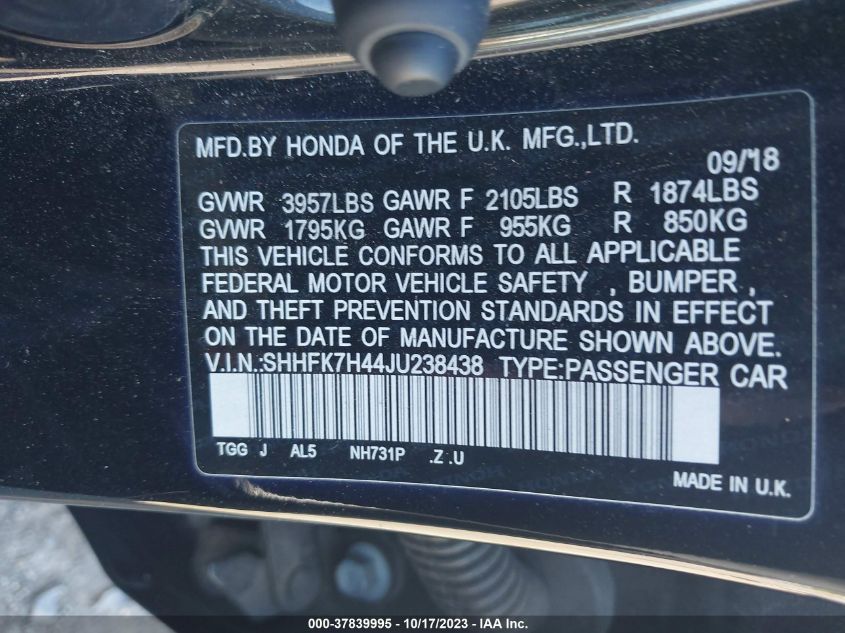 MFD.BY HONDA OF THE U.K. MFG.,LTD.
09/18
GVWR 3957LBS GAWR F 2105LBS R 1874LBS
GVWR 1795KG GAWR F 955KG R 850KG
THIS VEHICLE CONFORMS TO ALL APPLICABLE
FEDERAL MOTOR VEHICLE SAFETY , BUMPER ,
AND THEFT PREVENTION STANDARDS IN EFFECT
ON THE DATE OF MANUFACTURE SHOWN ABOVE.
V.I.N.:SHHFK7H44JU238438 TYPE:PASSENGER CAR
TGG J AL5 NH731P .Z .U
MADE IN U.K.
000-37839995 - 10/17/2023 - IAA Inc.